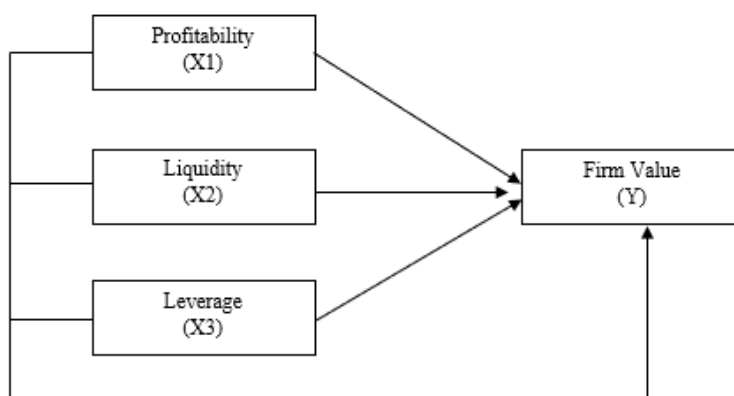 Profitability
(X1)
Liquidity
(X2)
Firm Value
(Y)
Leverage
(X3)